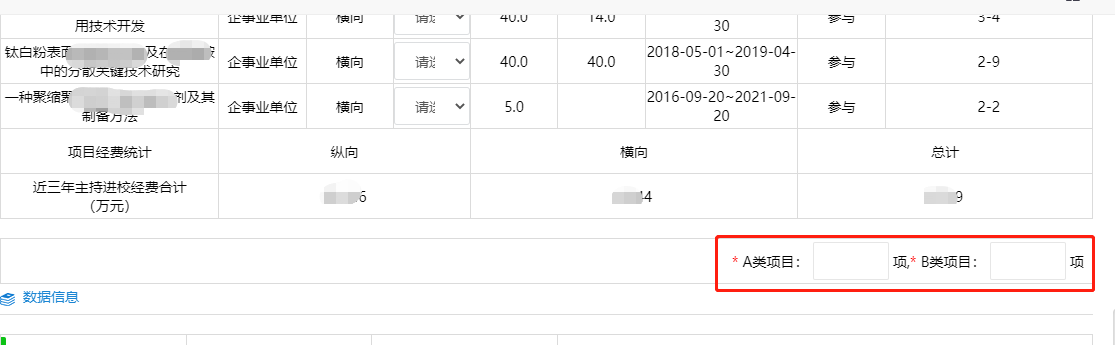 用技术开发 企事业单位 横向 请选 40.0 14.0 30 参与 3-4
钛白粉表面 及在 胺
中的分散关键技术研究 企事业单位 横向 请选 40.0 40.0 2018-05-01~2019-04-
30 参与 2-9
一种聚缩 剂及其
制备方法 企事业单位 横向 请选 5.0 2016-09-20~2021-09-
20 参与 2-2
项目经费统计 纵向 横向 总计
近三年主持进校经费合计
(万元) 6 44 9
* A类项目: 项,* B类项目: 项
数据信息